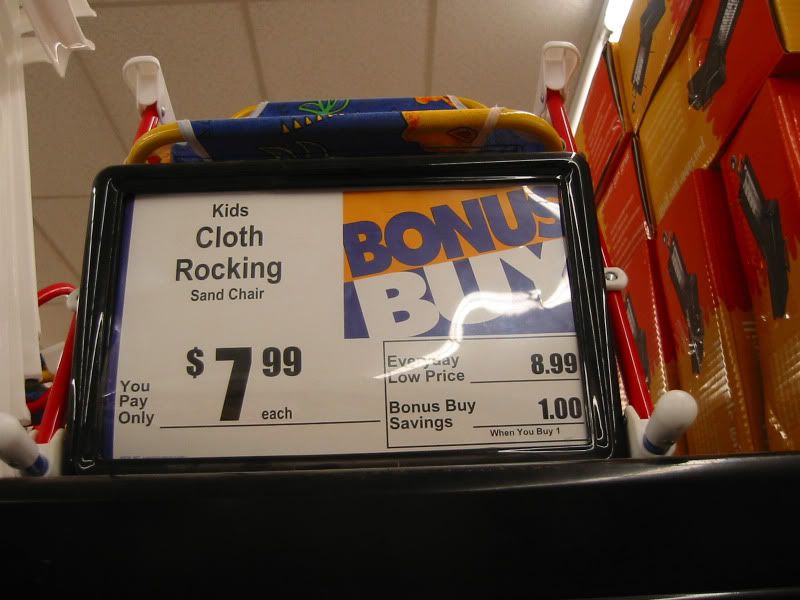 Kids
Cloth
Rocking
Sand Chair
BONUS
BUY
You
Pay
Only
$7.99
each
Everyday
Low Price 8.99
Bonus Buy
Savings 1.00
When You Buy 1